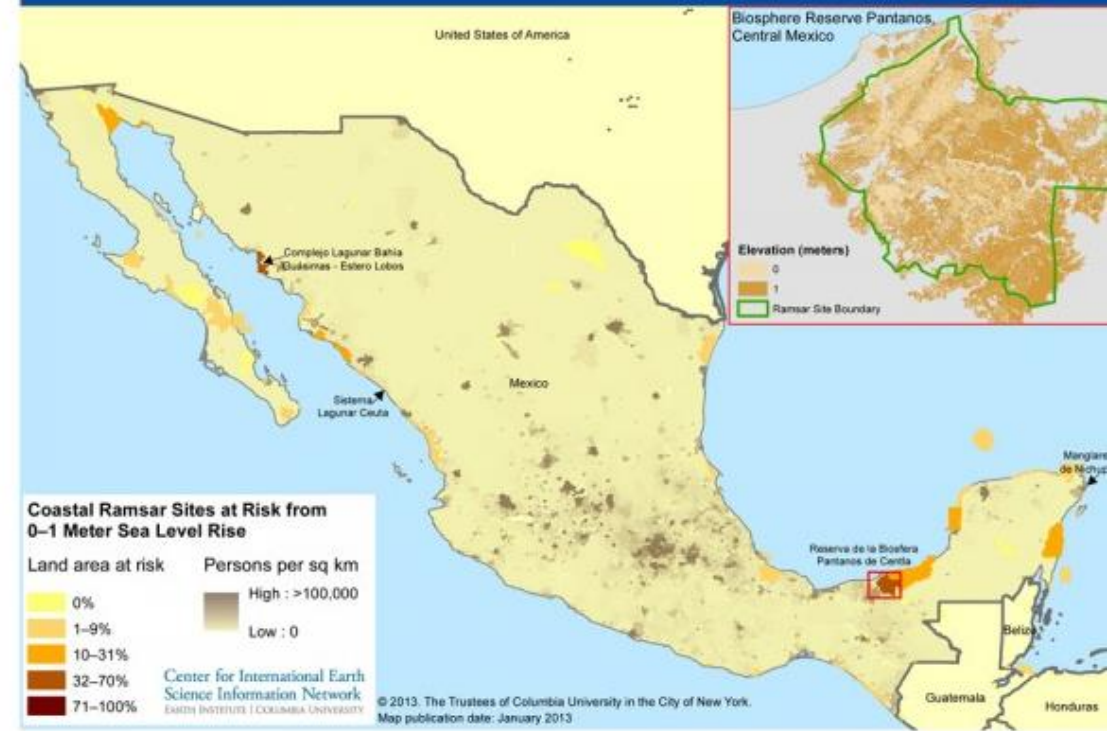 United States of America
Biosphere Reserve Pantanos,
Central Mexico
Elevation (meters)
0
1
Ramsar Site Boundary
Complejo Lagunar Bahía
Guásimas - Estero Lobos
Mexico
Sistema
Lagunar Ceuta
Manglare
de Nichup
Reserva de la Biosfera
Pantanos de Centla
Belize
Guatemala
Honduras
Coastal Ramsar Sites at Risk from
0–1 Meter Sea Level Rise
Land area at risk
0%
1–9%
10–31%
32–70%
71–100%
Persons per sq km
High : >100,000
Low : 0
Center for International Earth
Science Information Network
EARTH INSTITUTE | COLUMBIA UNIVERSITY
© 2013. The Trustees of Columbia University in the City of New York.
Map publication date: January 2013